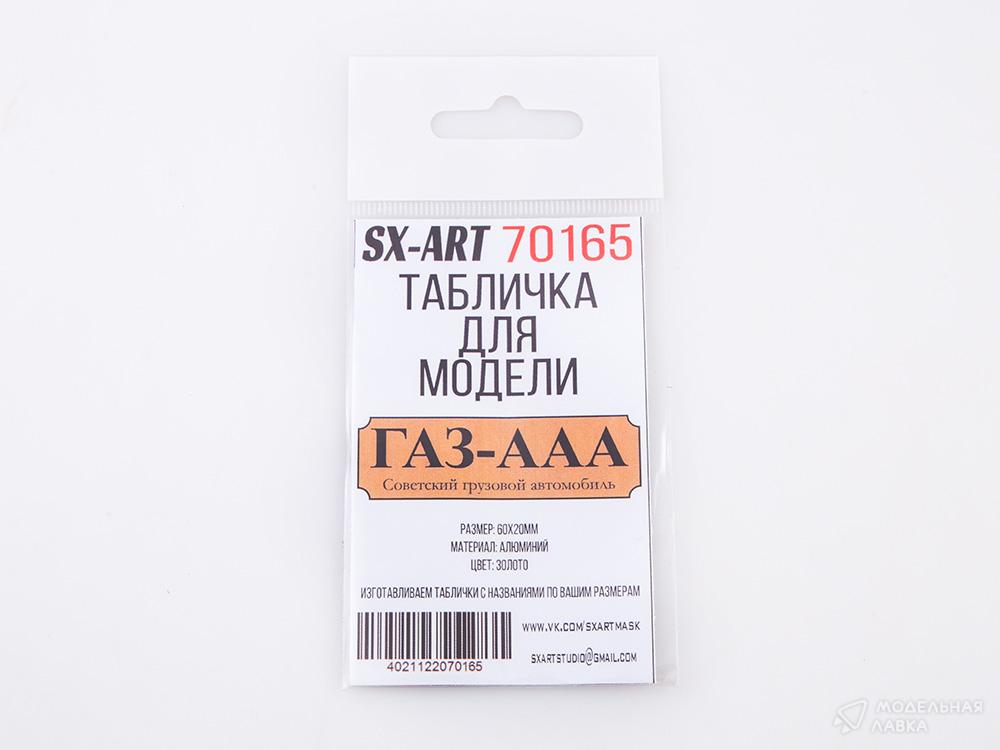 SX-ART 70165
ТАБЛИЧКА
ДЛЯ
МОДЕЛИ
ГАЗ-ААА
Советский грузовой автомобиль
РАЗМЕР: 60Х20ММ
МАТЕРИАЛ: АЛЮМИНИЙ
ЦВЕТ: ЗОЛОТО
ИЗГОТАВЛИВАЕМ ТАБЛИЧКИ С НАЗВАНИЯМИ ПО ВАШИМ РАЗМЕРАМ
WWW.VK.COM/SXARTMASK
4021122070165
SXARTSTUDIO@GMAIL.COM
МОДЕЛЬНАЯ
ЛАВКА